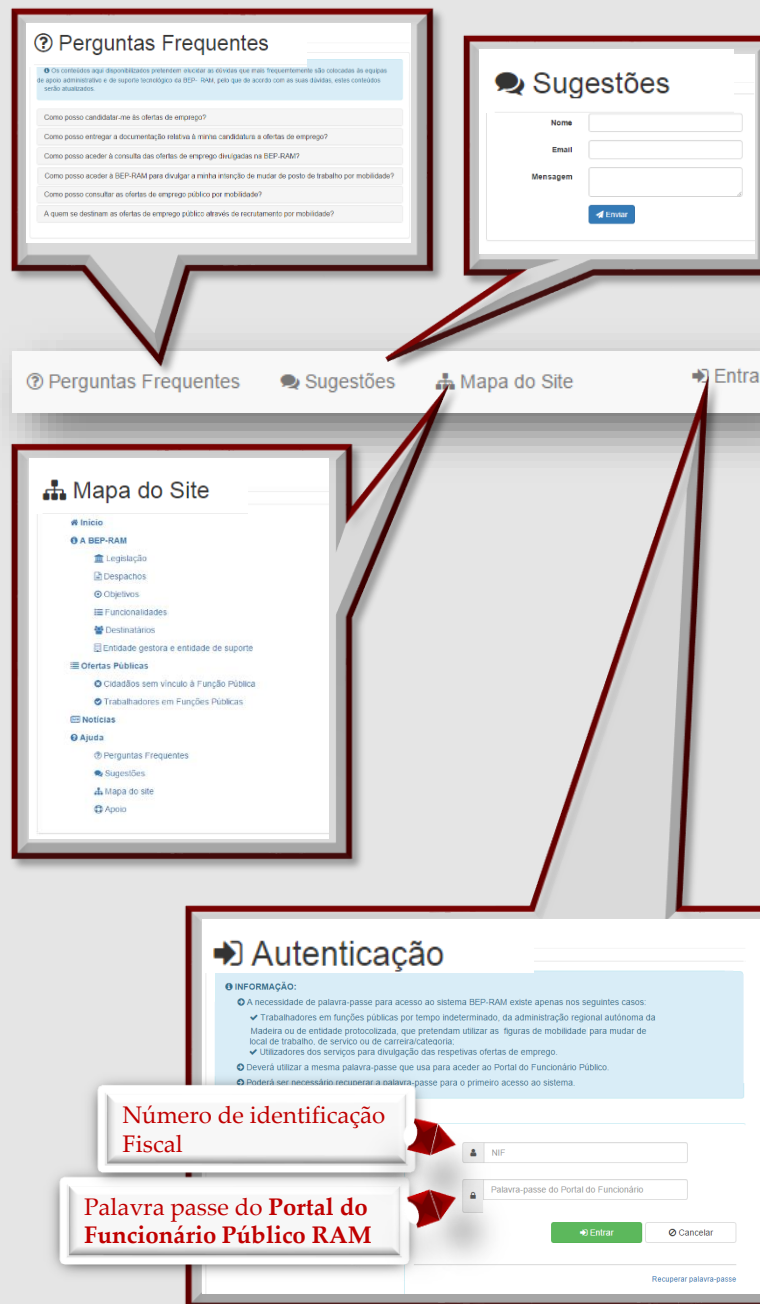 Perguntas Frequentes
Os conteúdos aqui disponibilizados pretendem elucidar as dúvidas que mais frequentemente são colocadas às equipas
de apoio administrativo e de suporte tecnológico da BEP- RAM, pelo que de acordo com as suas dúvidas, estes conteúdos
serão atualizados.
Como posso candidatar-me às ofertas de emprego?
Como posso entregar a documentação relativa à minha candidatura a ofertas de emprego?
Como posso aceder à consulta das ofertas de emprego divulgadas na BEP-RAM?
Como posso aceder à BEP-RAM para divulgar a minha intenção de mudar de posto de trabalho por mobilidade?
Como posso consultar as ofertas de emprego público por mobilidade?
A quem se destinam as ofertas de emprego público através de recrutamento por mobilidade?
Sugestões
Nome
Email
Mensagem
Enviar
Perguntas Frequentes Sugestões Mapa do Site Entra
Mapa do Site
Início
A BEP-RAM
Legislação
Despachos
Objetivos
Funcionalidades
Destinatários
Entidade gestora e entidade de suporte
Ofertas Públicas
Cidadãos sem vínculo à Função Pública
Trabalhadores em Funções Públicas
Notícias
Ajuda
Perguntas Frequentes
Sugestões
Mapa do site
Apoio
Autenticação
INFORMAÇÃO:
A necessidade de palavra-passe para acesso ao sistema BEP-RAM existe apenas nos seguintes casos:
Trabalhadores em funções públicas por tempo indeterminado, da administração regional autónoma da
Madeira ou de entidade protocolizada, que pretendam utilizar as figuras de mobilidade para mudar de
local de trabalho, de serviço ou de carreira/categoria;
Utilizadores dos serviços para divulgação das respetivas ofertas de emprego.
Deverá utilizar a mesma palavra-passe que usa para aceder ao Portal do Funcionário Público.
Poderá ser necessário recuperar a palavra-passe para o primeiro acesso ao sistema.
Número de identificação
Fiscal
NIF
Palavra passe do Portal do
Funcionário Público RAM
Palavra-passe do Portal do Funcionário
Entrar Cancelar
Recuperar palavra-passe